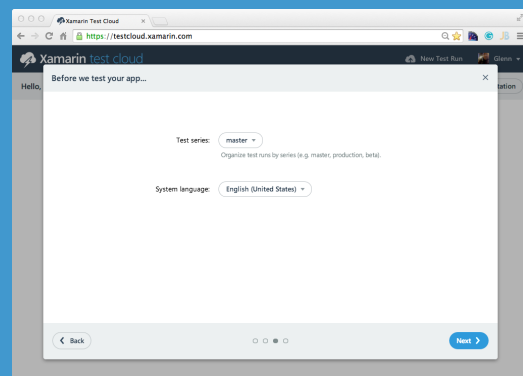 Xamarin Test Cloud
https://testcloud.xamarin.com
Xamarin test cloud
New Test Run
Glenn
Hello,
Before we test your app...
Test series:
master
Organize test runs by series (e.g. master, production, beta).
System language:
English (United States)
Back
Next